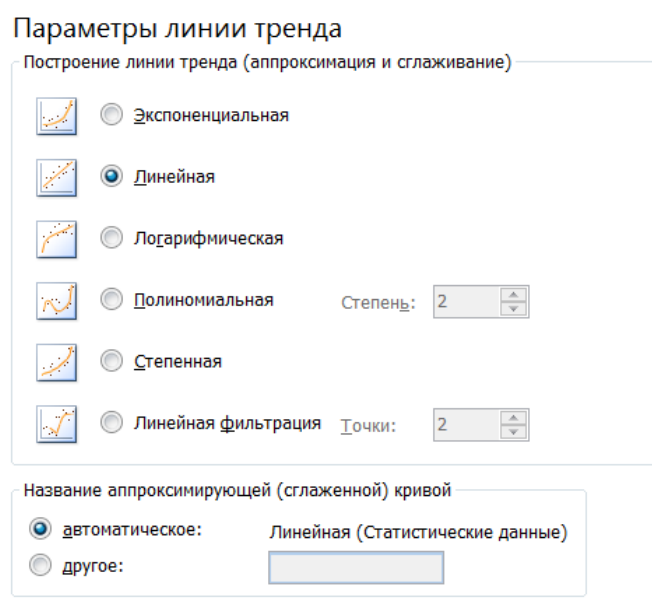 Параметры линии тренда
Построение линии тренда (аппроксимация и сглаживание)
Экспоненциальная
Линейная
Логарифмическая
Полиномиальная Степень: 2
Степенная
Линейная фильтрация Точки: 2
Название аппроксимирующей (сглаженной) кривой
автоматическое: Линейная (Статистические данные)
другое: